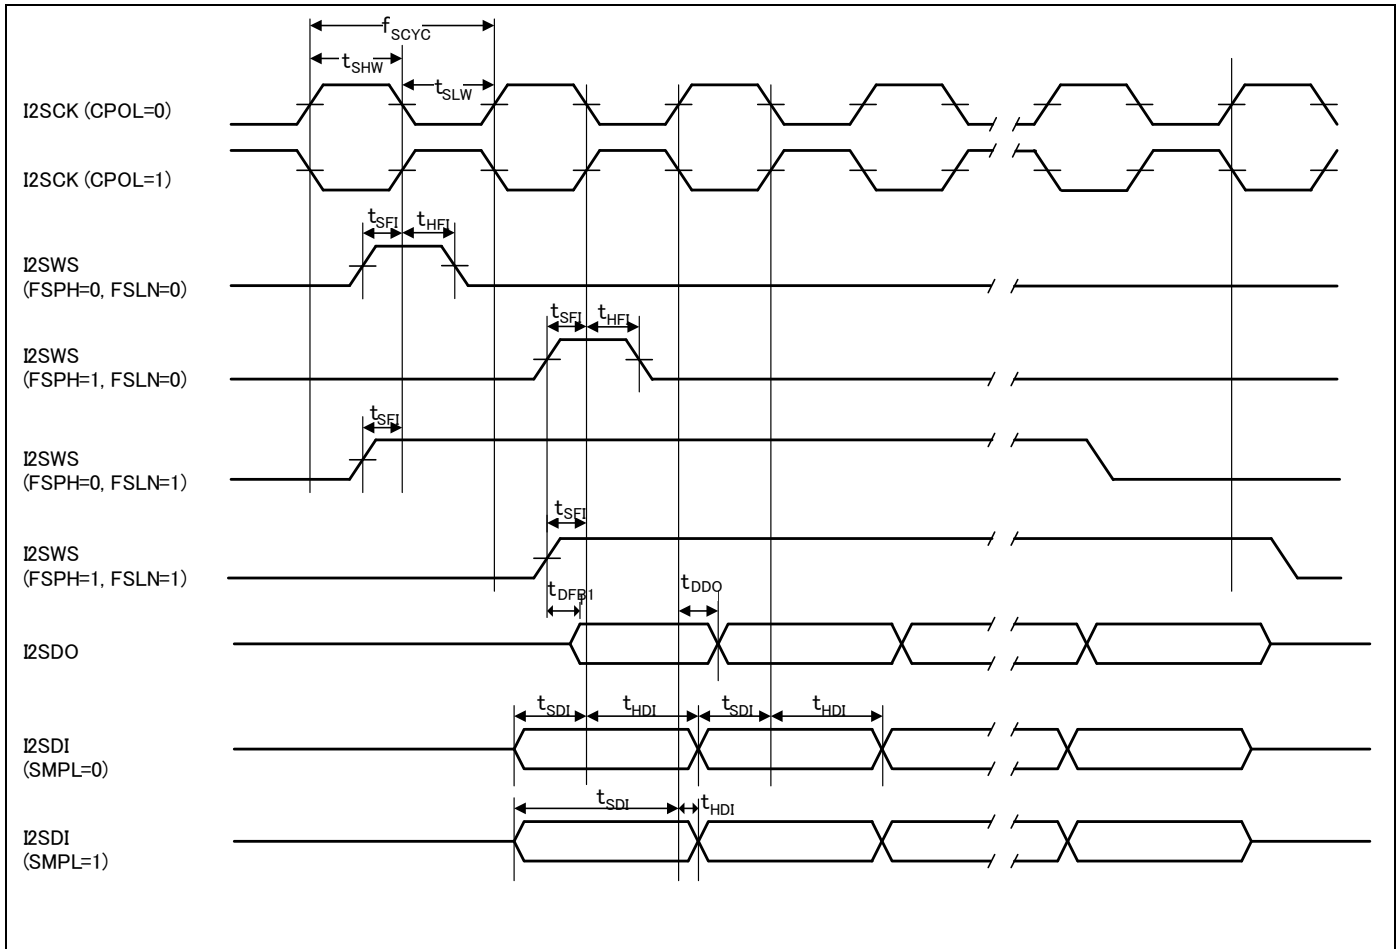 fSCYC
tSHW
tSLW
I2SCK (CPOL=0)
I2SCK (CPOL=1)
tSFI tHFI
I2SWS
(FSPH=0, FSLN=0)
tSFI tHFI
I2SWS
(FSPH=1, FSLN=0)
tSFI
I2SWS
(FSPH=0, FSLN=1)
tSFI
I2SWS
(FSPH=1, FSLN=1)
tDFB1 tDDO
I2SDO
tSDI tHDI tSDI tHDI
I2SDI
(SMPL=0)
tSDI tHDI
I2SDI
(SMPL=1)